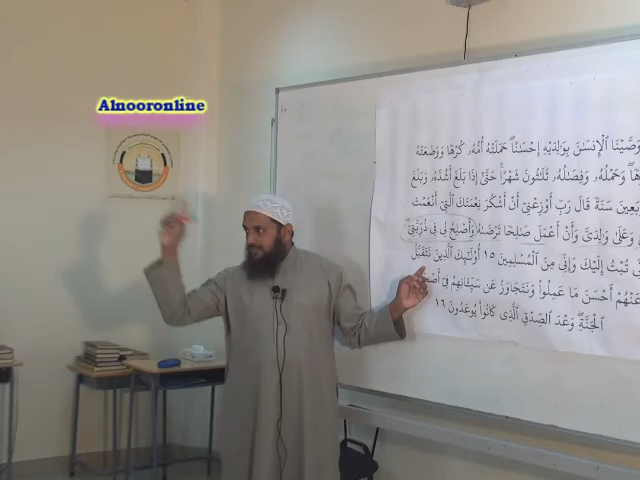 Alnooronline
وَصَّيْنَا ٱلْإِنسَٰنَ بِوَٰلِدَيْهِ إِحْسَٰنًا ۖ حَمَلَتْهُ أُمُّهُۥ كُرْهًا وَوَضَعَتْهُ
وَحَمْلُهُۥ وَفِصَٰلُهُۥ ثَلَٰثُونَ شَهْرًا ۚ حَتَّىٰٓ إِذَا بَلَغَ أَشُدَّهُۥ وَبَلَغَ
سَنَةً قَالَ رَبِّ أَوْزِعْنِىٓ أَنْ أَشْكُرَ نِعْمَتَكَ ٱلَّتِىٓ أَنْعَمْتَ
وَعَلَىٰ وَٰلِدَىَّ وَأَنْ أَعْمَلَ صَٰلِحًا تَرْضَىٰهُ وَأَصْلِحْ لِى فِى ذُرِّيَّتِىٓ ۖ
تُبْتُ إِلَيْكَ وَإِنِّى مِنَ ٱلْمُسْلِمِينَ ١٥ أُو۟لَٰٓئِكَ ٱلَّذِينَ نَتَقَبَّلُ
عَنْهُمْ أَحْسَنَ مَا عَمِلُوا۟ وَنَتَجَاوَزُ عَن سَيِّـَٔاتِهِمْ فِىٓ
ٱلْجَنَّةِ ۖ وَعْدَ ٱلصِّدْقِ ٱلَّذِى كَانُوا۟ يُوعَدُونَ ١٦